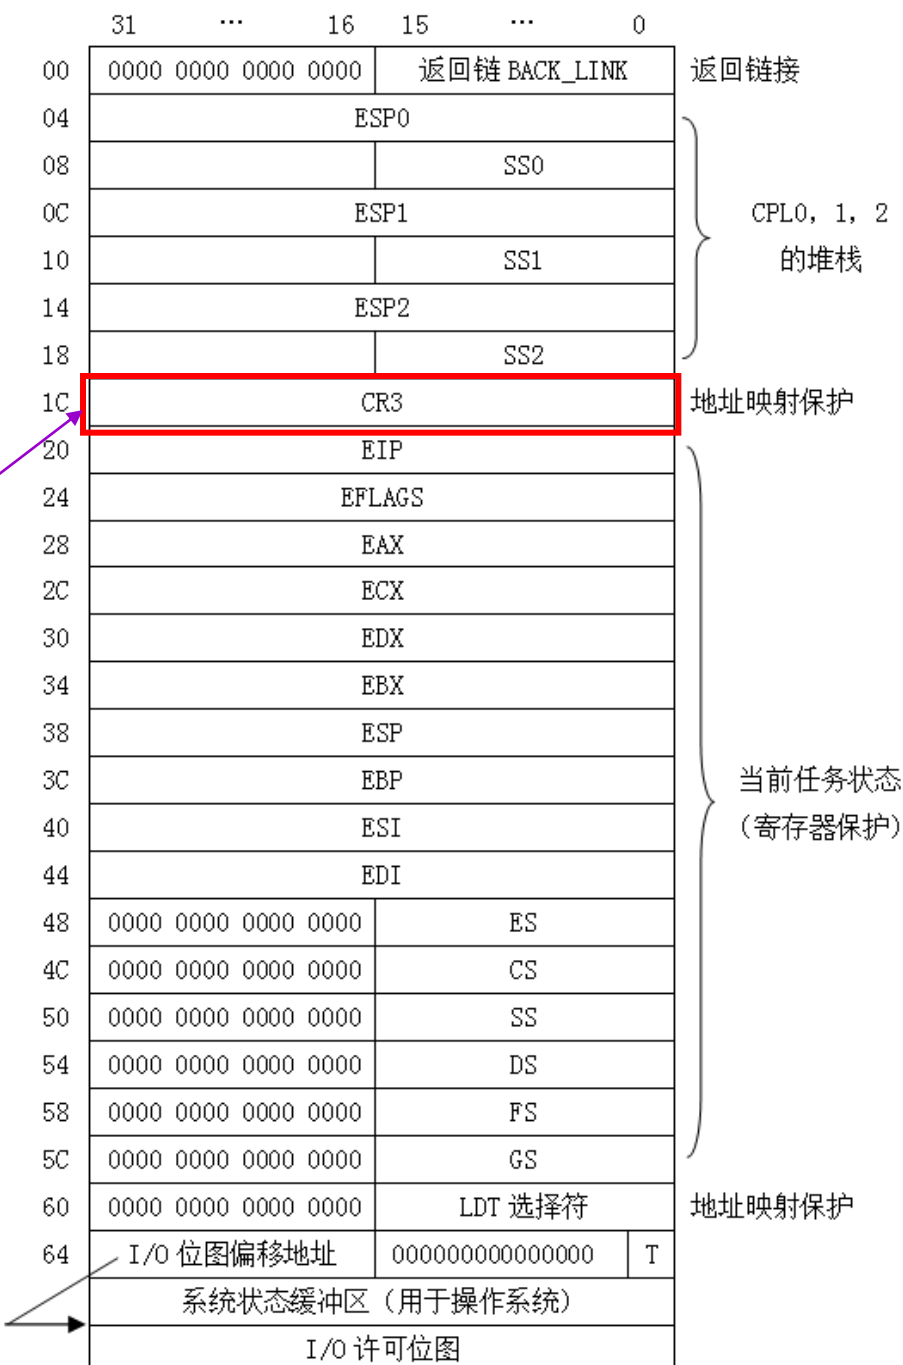 31 ··· 16 15 ··· 0
00 0000 0000 0000 0000 返回链 BACK_LINK 返回链接
04 ESP0
08 SS0
0C ESP1 CPL0, 1, 2
10 SS1 的堆栈
14 ESP2
18 SS2
1C CR3 地址映射保护
20 EIP
24 EFLAGS
28 EAX
2C ECX
30 EDX
34 EBX
38 ESP
3C EBP 当前任务状态
40 ESI （寄存器保护）
44 EDI
48 0000 0000 0000 0000 ES
4C 0000 0000 0000 0000 CS
50 0000 0000 0000 0000 SS
54 0000 0000 0000 0000 DS
58 0000 0000 0000 0000 FS
5C 0000 0000 0000 0000 GS
60 0000 0000 0000 0000 LDT 选择符 地址映射保护
64 I/O 位图偏移地址 000000000000000 T
系统状态缓冲区（用于操作系统）
I/O 许可位图